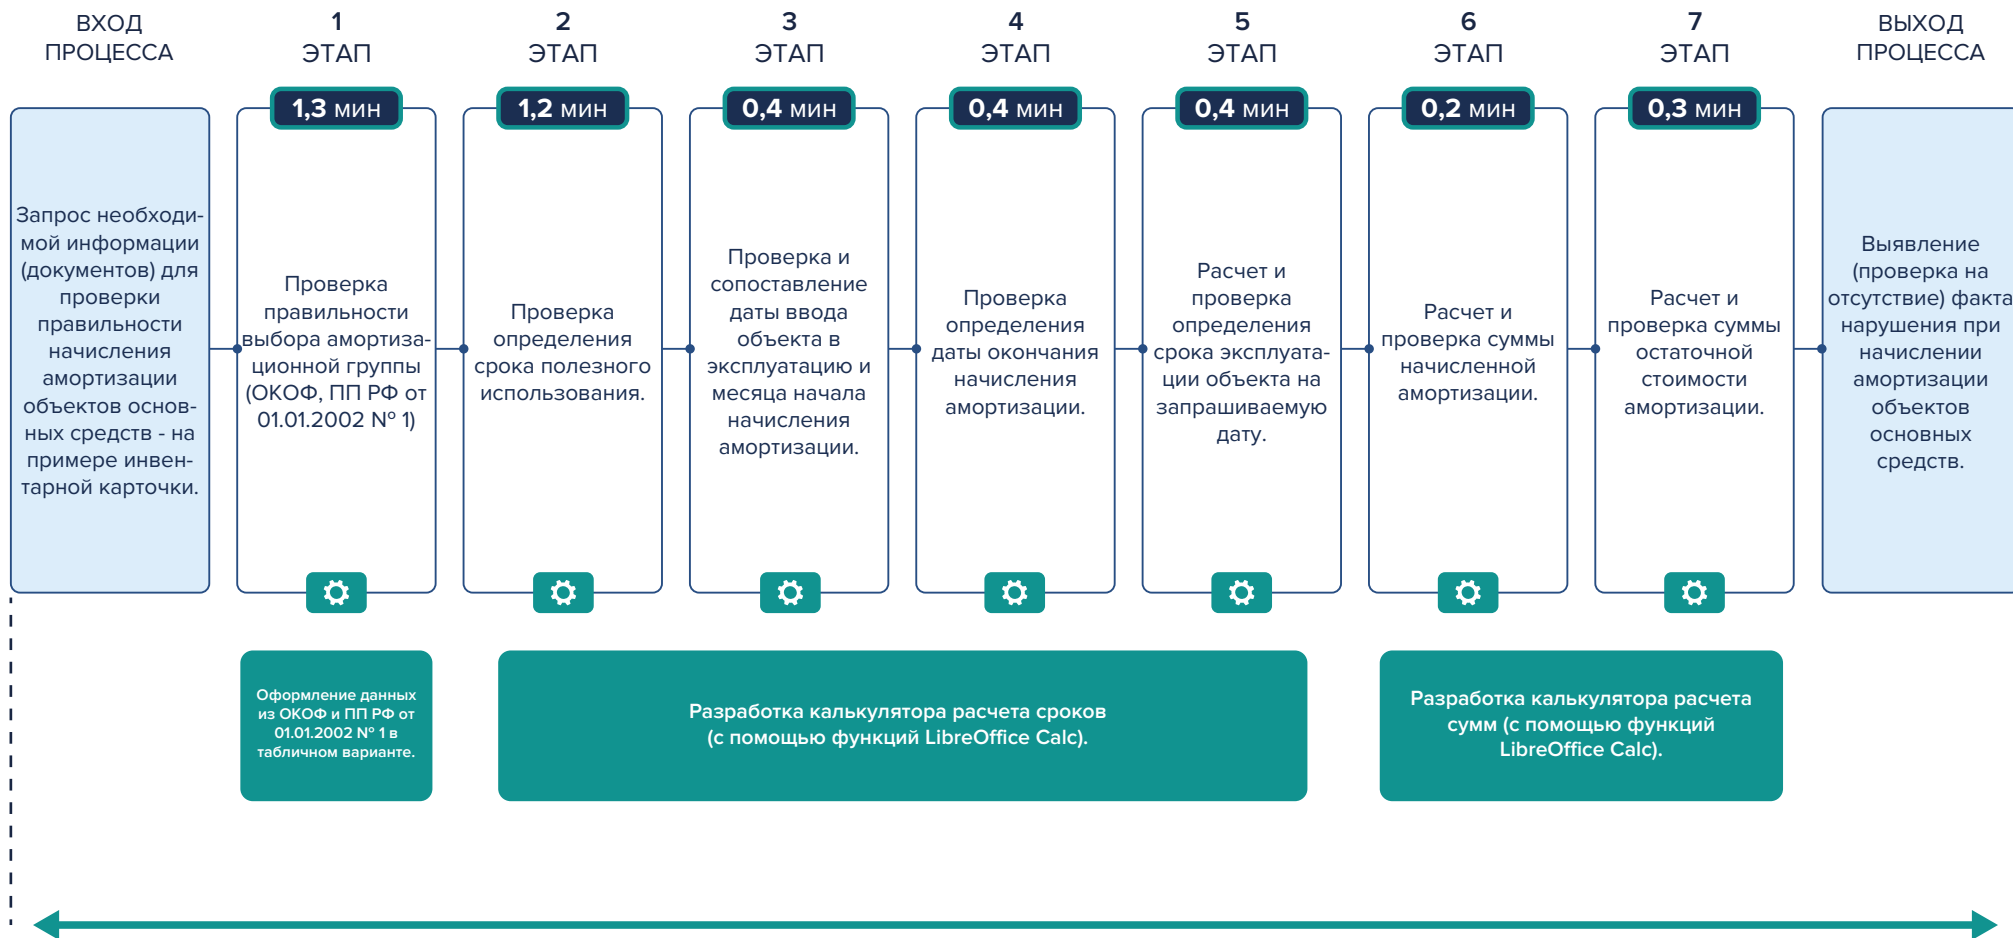 ВХОД
ПРОЦЕССА
1
ЭТАП
2
ЭТАП
3
ЭТАП
4
ЭТАП
5
ЭТАП
6
ЭТАП
7
ЭТАП
ВЫХОД
ПРОЦЕССА
1,3 мин
1,2 мин
0,4 мин
0,4 мин
0,4 мин
0,2 мин
0,3 мин
Запрос необходи-
мой информации
(документов) для
проверки
правильности
начисления
амортизации
объектов основ-
ных средств - на
примере инвен-
тарной карточки.
Проверка
правильности
выбора амортиза-
ционной группы
(ОКОФ, ПП РФ от
01.01.2002 № 1)
Проверка
определения
срока полезного
использования.
Проверка и
сопоставление
даты ввода
объекта в
эксплуатацию и
месяца начала
начисления
амортизации.
Проверка
определения
даты окончания
начисления
амортизации.
Расчет и
проверка
определения
срока эксплуата-
ции объекта на
запрашиваемую
дату.
Расчет и
проверка суммы
начисленной
амортизации.
Расчет и
проверка суммы
остаточной
стоимости
амортизации.
Выявление
(проверка на
отсутствие) факта
нарушения при
начислении
амортизации
объектов
основных
средств.
Оформление данных
из ОКОФ и ПП РФ от
01.01.2002 № 1 в
табличном варианте.
Разработка калькулятора расчета сроков
(с помощью функций LibreOffice Calc).
Разработка калькулятора расчета
сумм (с помощью функций
LibreOffice Calc).